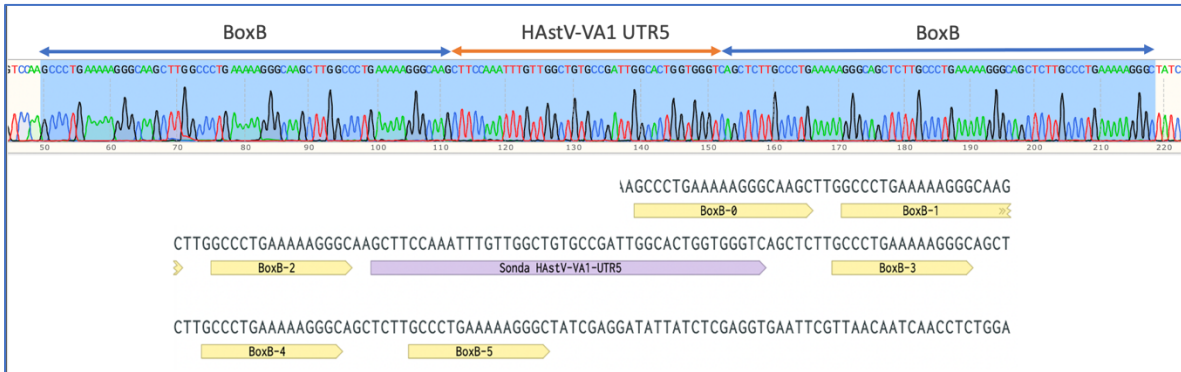 BoxB HAstV-VA1 UTR5 BoxB
GTCCAAGCCCTGAAAAAGGGCAAGCTTGGCCCTGAAAAAGGGCAAGCTTGGCCCTGAAAAAGGGCAAGCTTCCAAATTTGTTGGCTGTGCCGATTGGCACTGGTGGGTCAGCTCTTGCCCTGAAAAAGGGCAGCTCTTGCCCTGAAAAAGGGCAGCTCTTGCCCTGAAAAAGGGCTATC
50 60 70 80 90 100 110 120 130 140 150 160 170 180 190 200 210 220
AAGCCCTGAAAAAGGGCAAGCTTGGCCCTGAAAAAGGGCAAG
BoxB-0 BoxB-1
CTTGGCCCTGAAAAAGGGCAAGCTTCCAAATTTGTTGGCTGTGCCGATTGGCACTGGTGGGTCAGCTCTTGCCCTGAAAAAGGGCAGCT
BoxB-2 Sonda HAstV-VA1-UTR5 BoxB-3
CTTGCCCTGAAAAAGGGCAGCTCTTGCCCTGAAAAAGGGCTATCGAGGATATTATCTCGAGGTGAATTCGTTAACAATCAACCTCTGGA
BoxB-4 BoxB-5